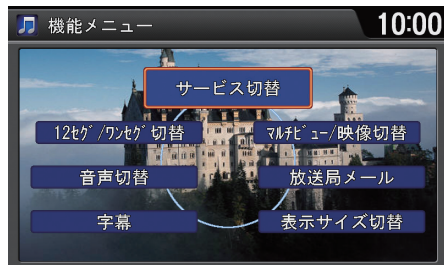 機能メニュー
10:00
サービス切替
12ｾｸﾞ/ﾜﾝｾｸﾞ切替
ﾏﾙﾁﾋﾞｭｰ/映像切替
音声切替
放送局メール
字幕
表示サイズ切替